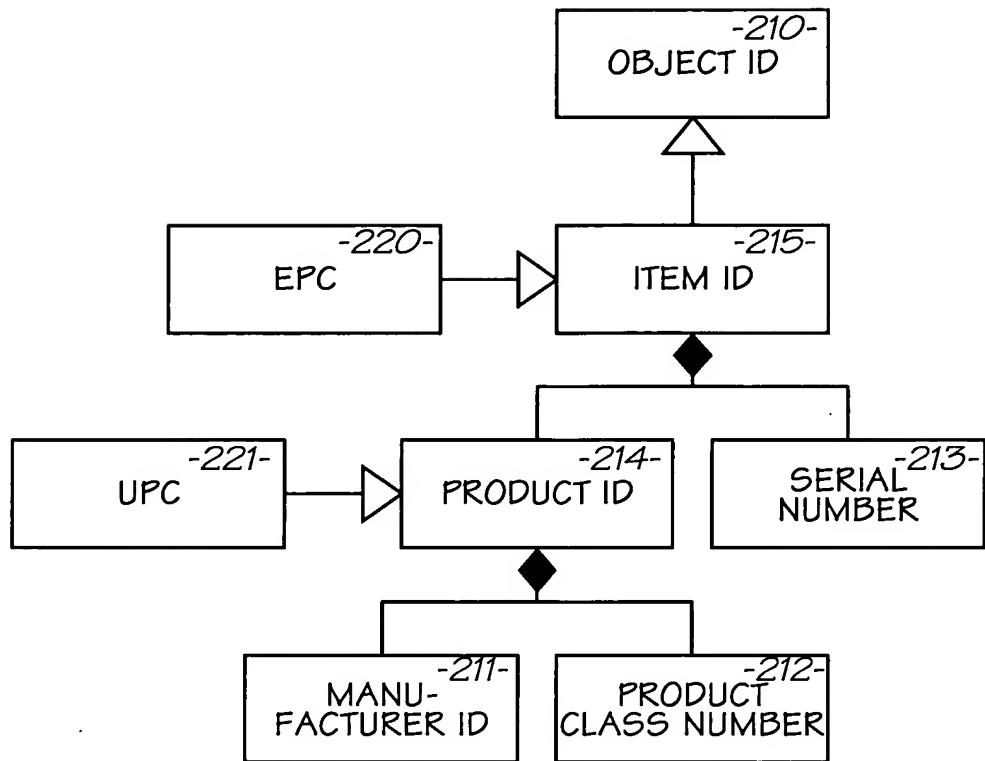 -210-
OBJECT ID
-220-
EPC
-215-
ITEM ID
-221-
UPC
-214-
PRODUCT ID
-213-
SERIAL
NUMBER
-211-
MANU-
FACTURER ID
-212-
PRODUCT
CLASS NUMBER